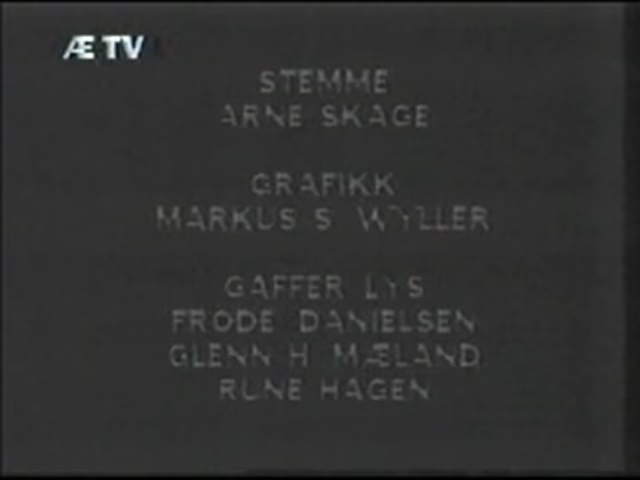 ÆTV
STEMME
ARNE SKAGE
GRAFIKK
MARKUS S WYLLER
GAFFER LYS
FRODE DANIELSEN
GLENN H MÆLAND
RUNE HAGEN